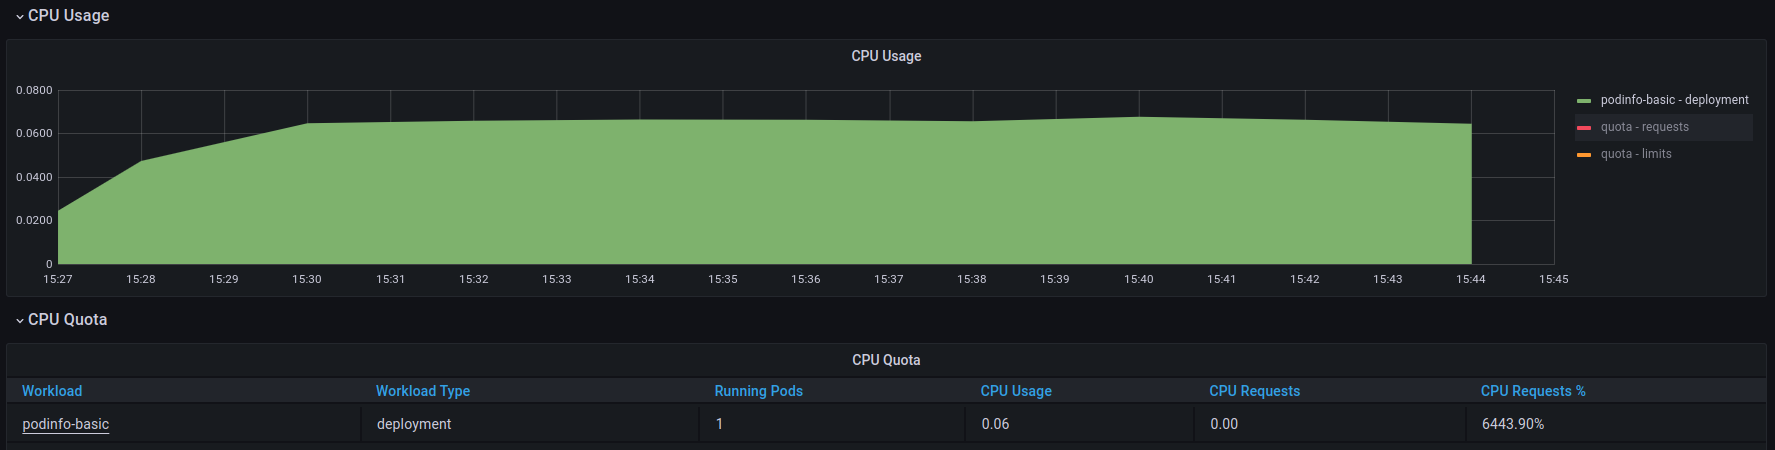 CPU Usage
CPU Usage
0.0800
0.0600
0.0400
0.0200
0
15:27 15:28 15:29 15:30 15:31 15:32 15:33 15:34 15:35 15:36 15:37 15:38 15:39 15:40 15:41 15:42 15:43 15:44 15:45
podinfo-basic - deployment
quota - requests
quota - limits
CPU Quota
CPU Quota
Workload Workload Type Running Pods CPU Usage CPU Requests CPU Requests %
podinfo-basic deployment 1 0.06 0.00 6443.90%